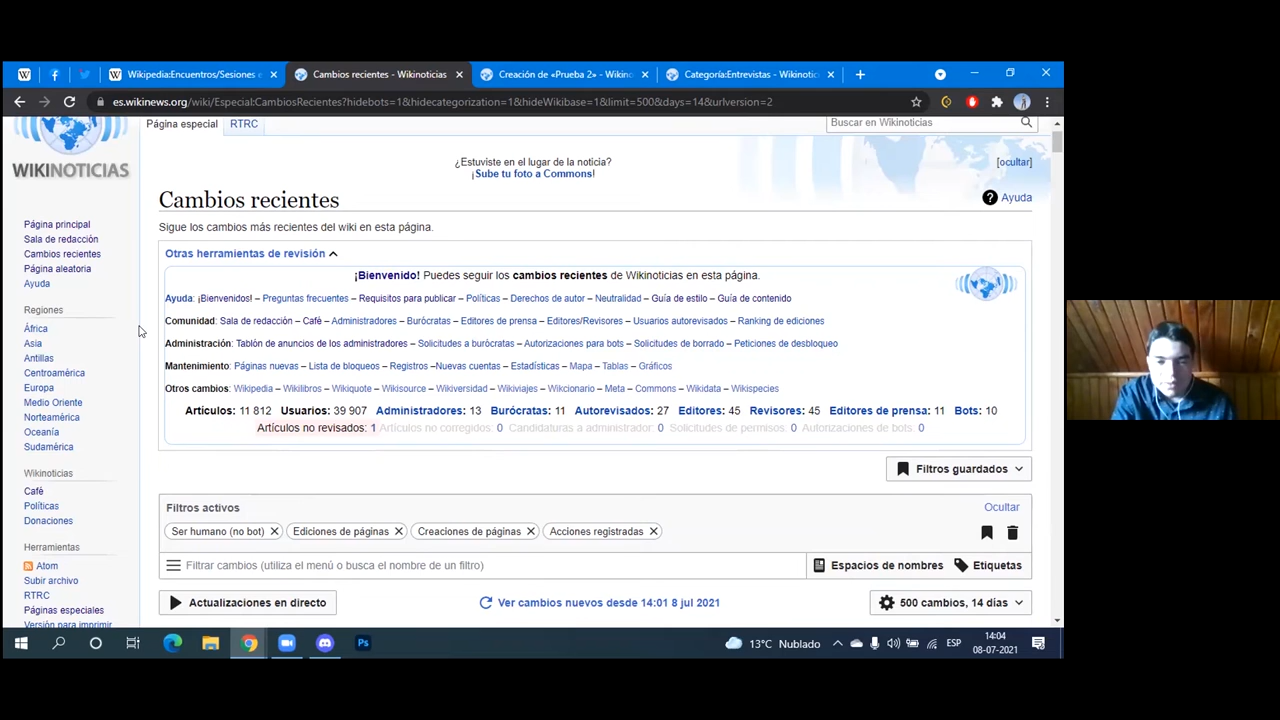 Wikipedia:Encuentros/Sesiones e
Cambios recientes - Wikinoticias
Creación de «Prueba 2» - Wikino
Categoría:Entrevistas - Wikinotic
es.wikinews.org/wiki/Especial:CambiosRecientes?hidebots=1&hidecategorization=1&hideWikibase=1&limit=500&days=14&urlversion=2
Página especial
RTRC
Buscar en Wikinoticias
WIKINOTICIAS
¿Estuviste en el lugar de la noticia?
¡Sube tu foto a Commons!
[ocultar]
Cambios recientes
Ayuda
Sigue los cambios más recientes del wiki en esta página.
Página principal
Sala de redacción
Cambios recientes
Página aleatoria
Ayuda
Regiones
África
Asia
Antillas
Centroamérica
Europa
Medio Oriente
Norteamérica
Oceanía
Sudamérica
Wikinoticias
Café
Políticas
Donaciones
Herramientas
Atom
Subir archivo
RTRC
Páginas especiales
Versión para imprimir
Otras herramientas de revisión
¡Bienvenido! Puedes seguir los cambios recientes de Wikinoticias en esta página.
Ayuda: ¡Bienvenidos! – Preguntas frecuentes – Requisitos para publicar – Políticas – Derechos de autor – Neutralidad – Guía de estilo – Guía de contenido
Comunidad: Sala de redacción – Café – Administradores – Burócratas – Editores de prensa – Editores/Revisores – Usuarios autorevisados – Ranking de ediciones
Administración: Tablón de anuncios de los administradores – Solicitudes a burócratas – Autorizaciones para bots – Solicitudes de borrado – Peticiones de desbloqueo
Mantenimiento: Páginas nuevas – Lista de bloqueos – Registros –Nuevas cuentas – Estadísticas – Mapa – Tablas – Gráficos
Otros cambios: Wikipedia – Wikilibros – Wikiquote – Wikisource – Wikiversidad – Wikiviajes – Wikcionario – Meta – Commons – Wikidata – Wikispecies
Artículos: 11 812 Usuarios: 39 907 Administradores: 13 Burócratas: 11 Autorevisados: 27 Editores: 45 Revisores: 45 Editores de prensa: 11 Bots: 10
Artículos no revisados: 1 Artículos no corregidos: 0 Candidaturas a administrador: 0 Solicitudes de permisos. 0 Autorizaciones de bots. 0
Filtros guardados
Filtros activos
Ocultar
Ser humano (no bot)
Ediciones de páginas
Creaciones de páginas
Acciones registradas
Filtrar cambios (utiliza el menú o busca el nombre de un filtro)
Espacios de nombres
Etiquetas
Actualizaciones en directo
Ver cambios nuevos desde 14:01 8 jul 2021
500 cambios, 14 días
13°C Nublado
ESP
14:04
08-07-2021